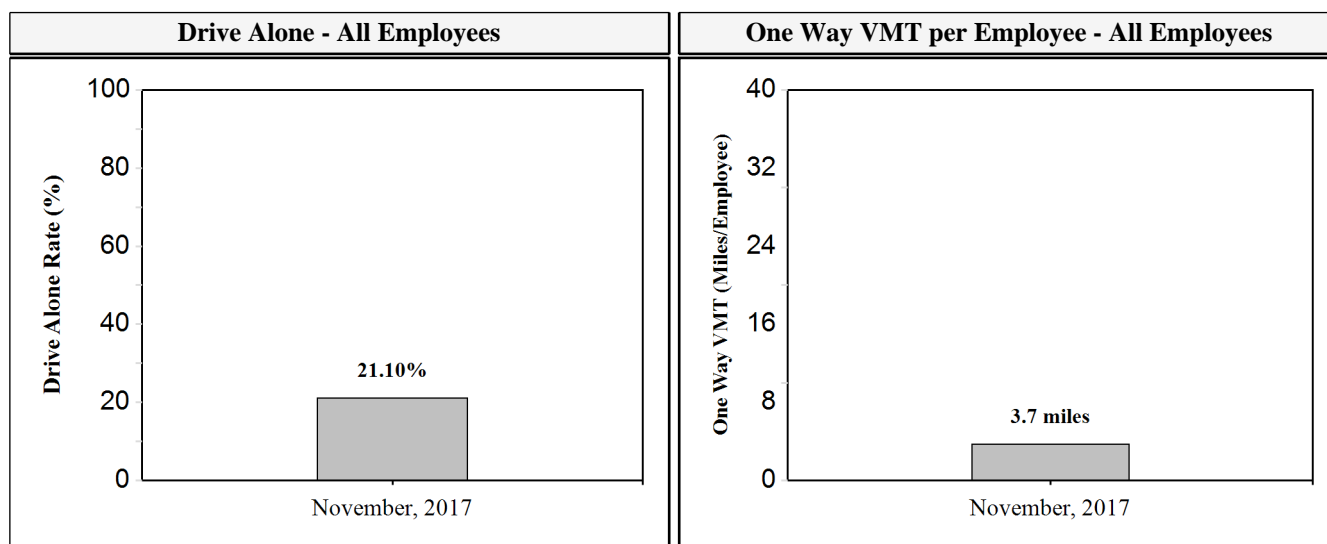 Drive Alone - All Employees
Drive Alone Rate (%)
100
80
60
40
20
0
21.10%
November, 2017
One Way VMT per Employee - All Employees
One Way VMT (Miles/Employee)
40
32
24
16
8
0
3.7 miles
November, 2017